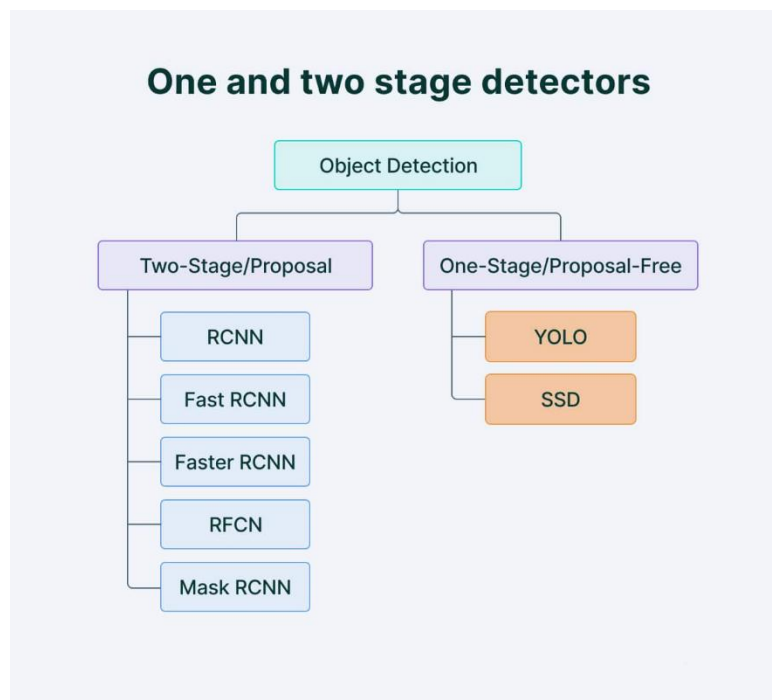 One and two stage detectors
Object Detection
Two-Stage/Proposal
One-Stage/Proposal-Free
RCNN
YOLO
Fast RCNN
SSD
Faster RCNN
RFCN
Mask RCNN